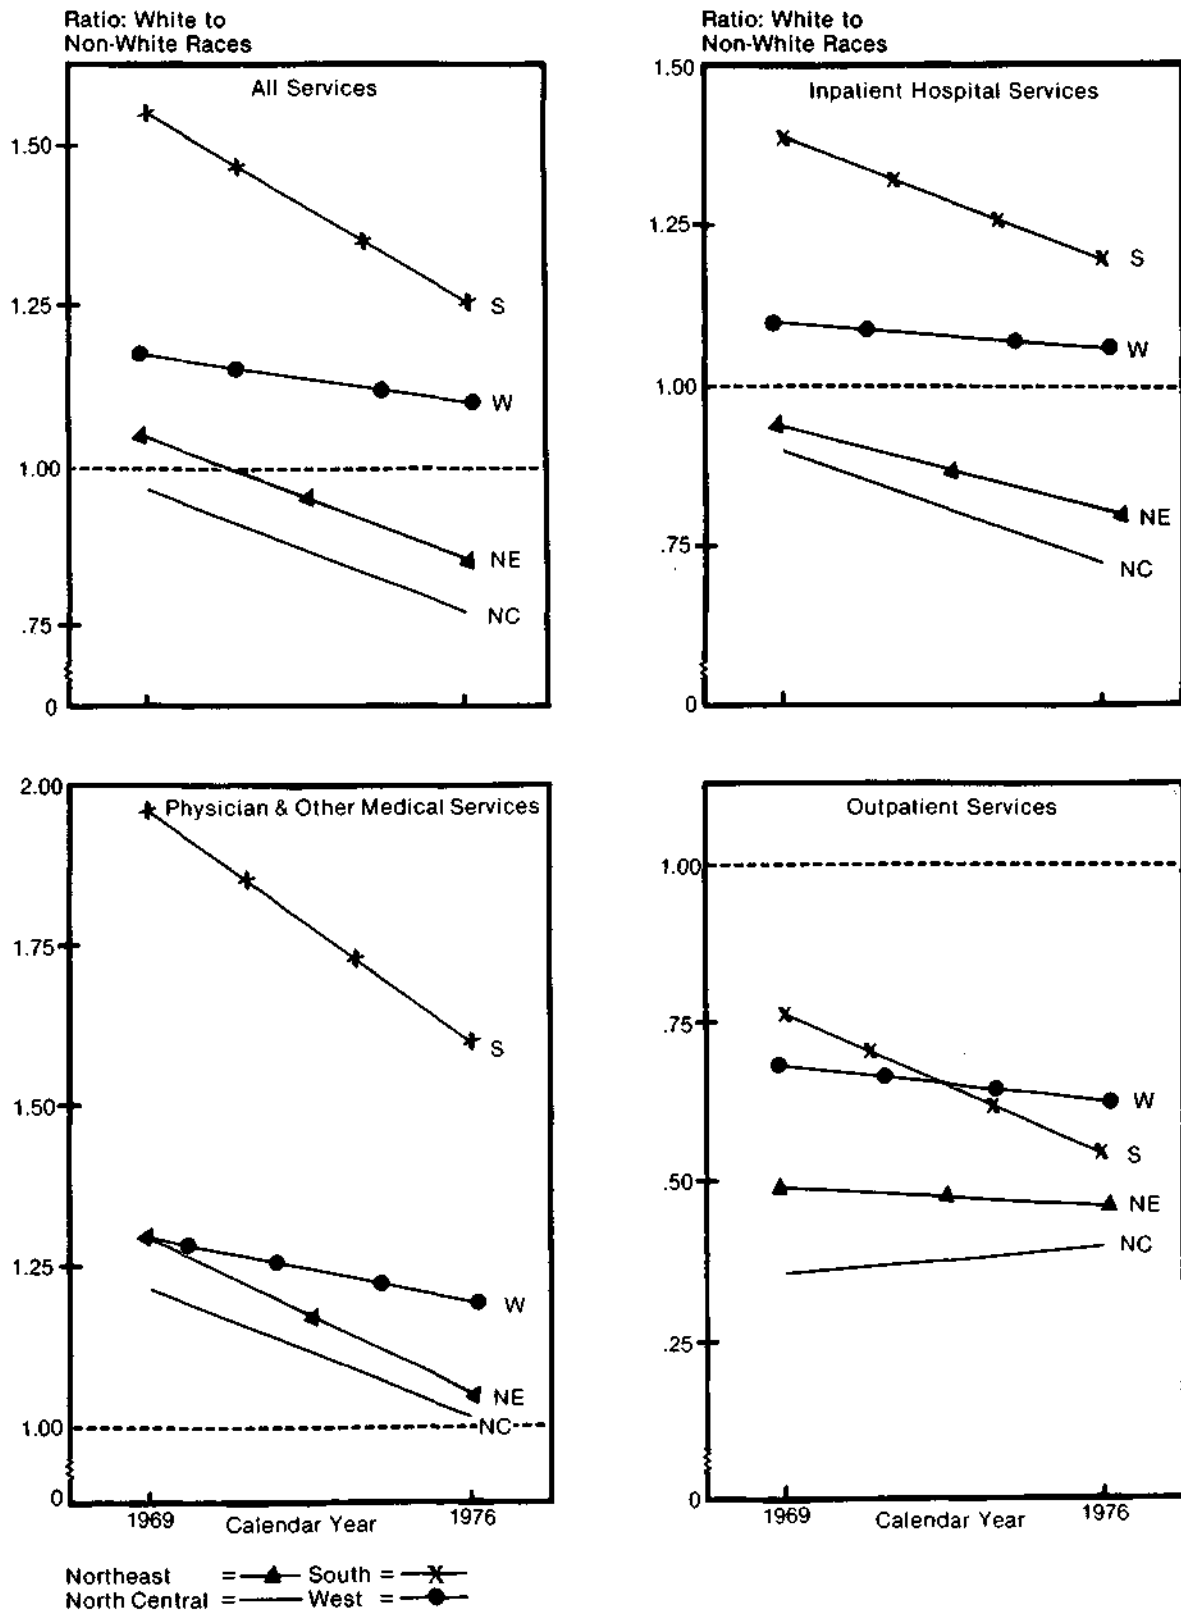 Ratio: White to
Non-White Races
All Services
1.50
1.25
1.00
.75
0
S
W
NE
NC
Ratio: White to
Non-White Races
Inpatient Hospital Services
1.50
1.25
1.00
.75
0
S
W
NE
NC
Physician & Other Medical Services
2.00
1.75
1.50
1.25
1.00
0
S
W
NE
NC
1969
Calendar Year
1976
Outpatient Services
1.00
.75
.50
.25
0
W
S
NE
NC
1969
Calendar Year
1976
Northeast = South =
North Central = West =